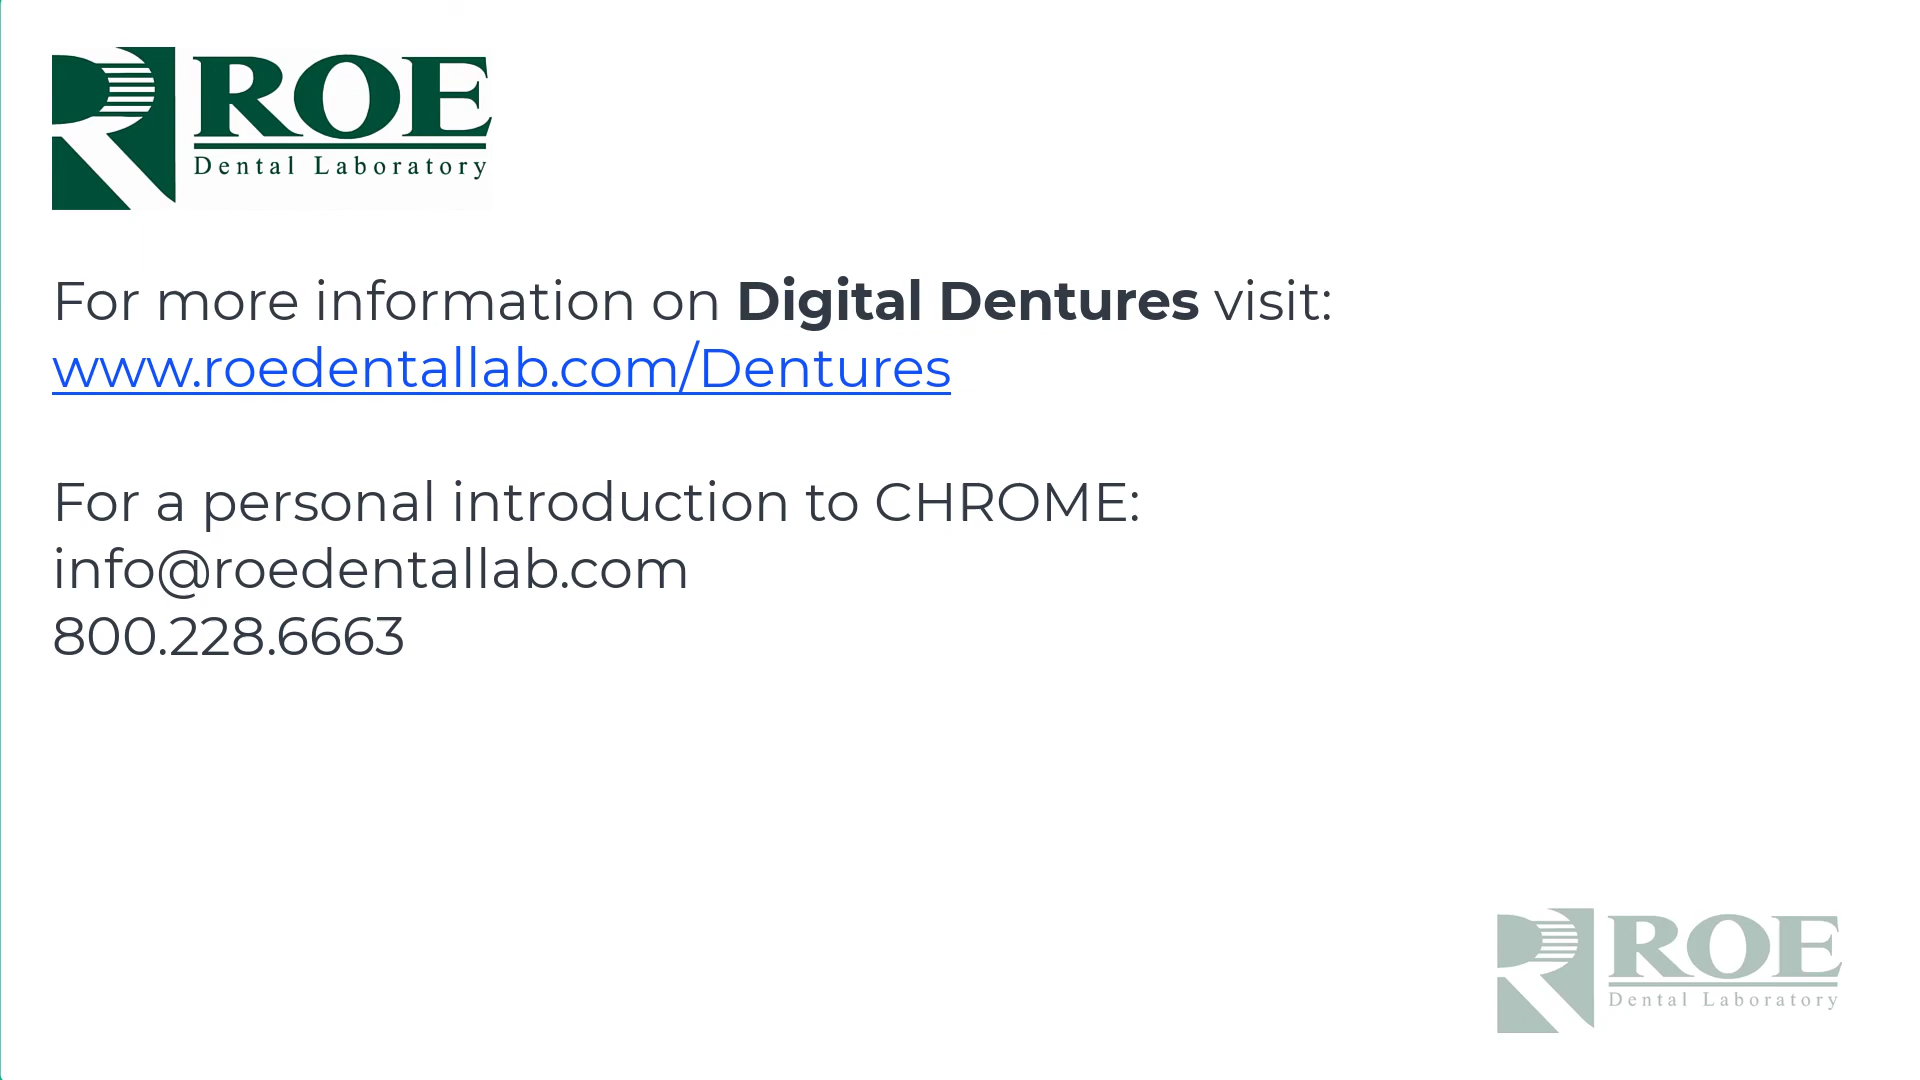 ROE
Dental Laboratory
For more information on Digital Dentures visit:
www.roedentallab.com/Dentures
For a personal introduction to CHROME:
info@roedentallab.com
800.228.6663
ROE
Dental Laboratory